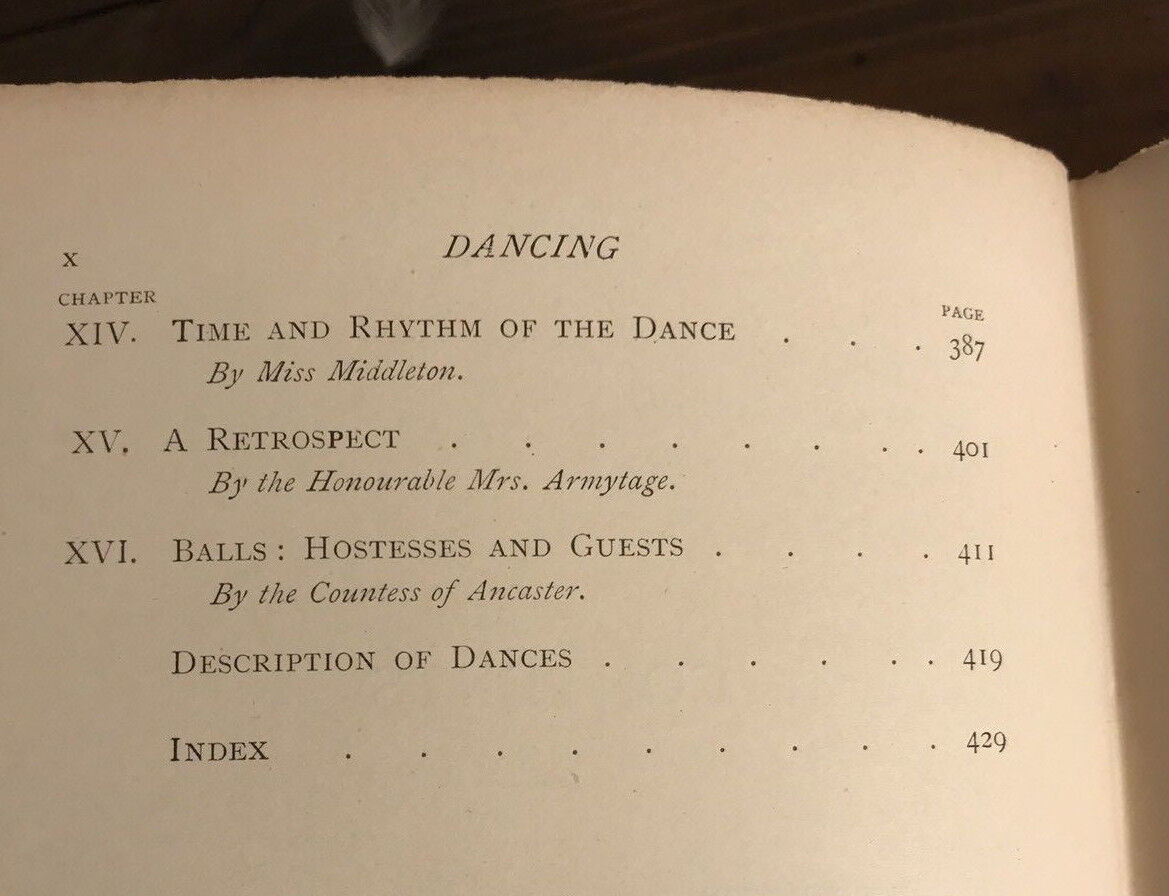 x DANCING
CHAPTER PAGE
XIV. TIME AND RHYTHM OF THE DANCE . . . 387
By Miss Middleton.
XV. A RETROSPECT . . . . . . . . 401
By the Honourable Mrs. Armytage.
XVI. BALLS: HOSTESSES AND GUESTS . . . . 411
By the Countess of Ancaster.
DESCRIPTION OF DANCES . . . . . . 419
INDEX . . . . . . . . . 429